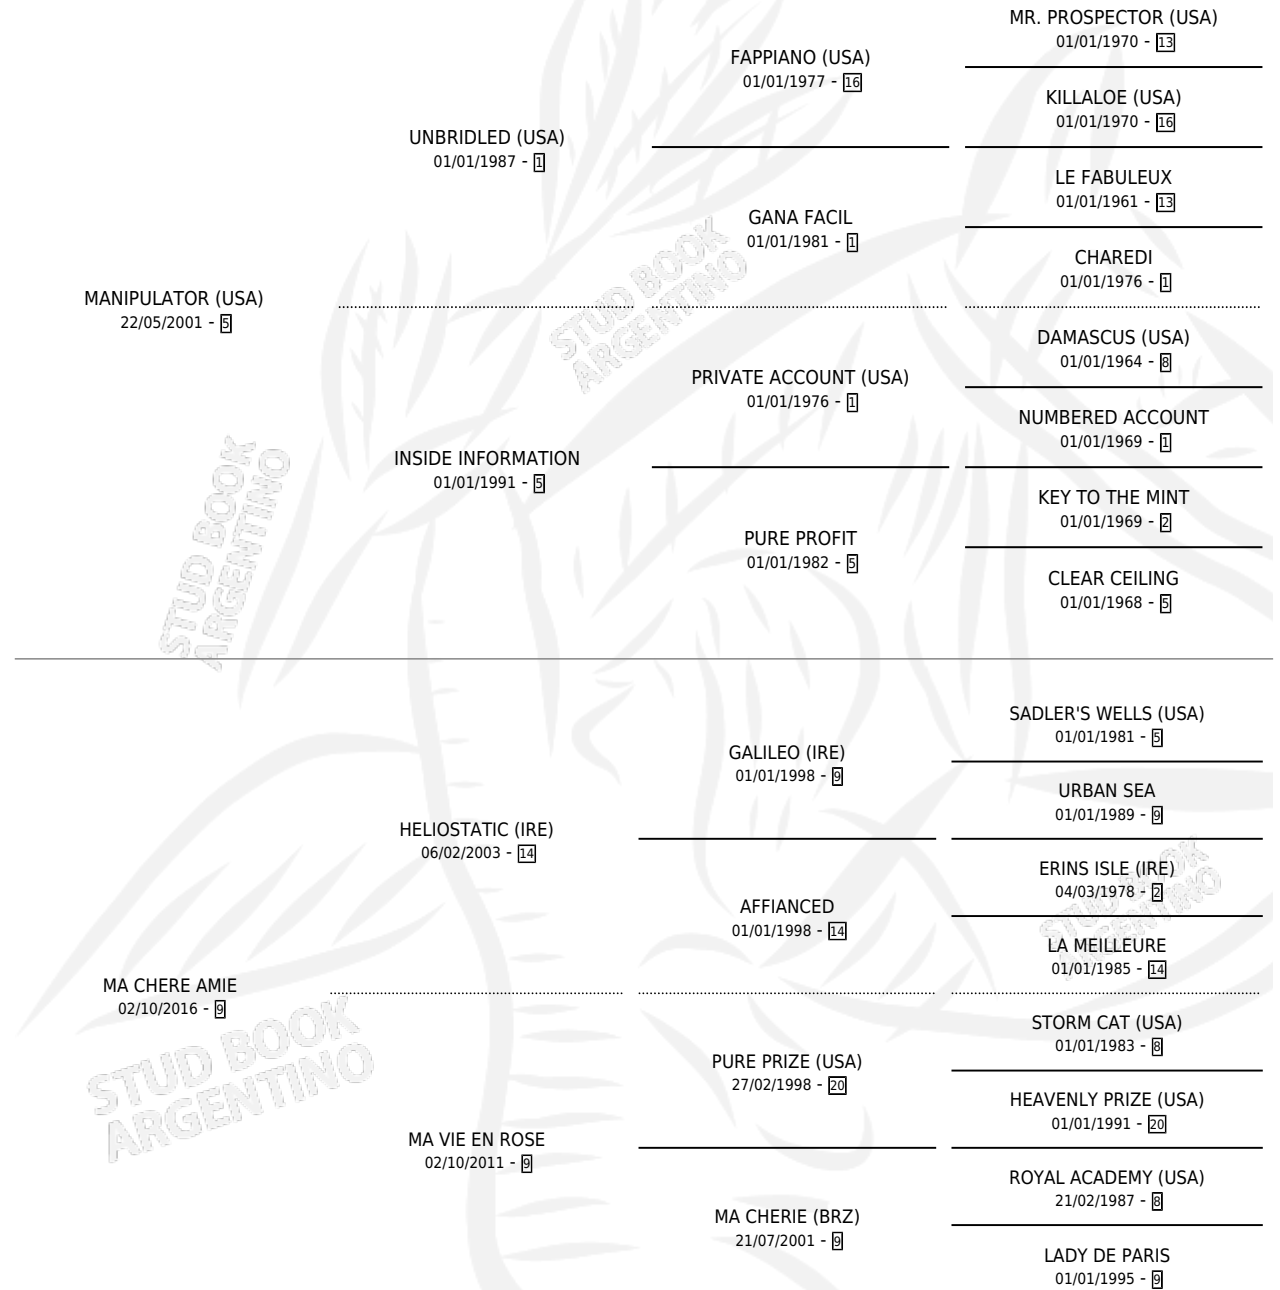 MR. PROSPECTOR (USA)
01/01/1970 - 13
FAPPIANO (USA)
01/01/1977 - 16
KILLALOE (USA)
01/01/1970 - 16
UNBRIDLED (USA)
01/01/1987 - 1
LE FABULEUX
01/01/1961 - 13
GANA FACIL
01/01/1981 - 1
CHAREDI
01/01/1976 - 1
MANIPULATOR (USA)
22/05/2001 - 5
DAMASCUS (USA)
01/01/1964 - 8
PRIVATE ACCOUNT (USA)
01/01/1976 - 1
NUMBERED ACCOUNT
01/01/1969 - 1
INSIDE INFORMATION
01/01/1991 - 5
KEY TO THE MINT
01/01/1969 - 2
PURE PROFIT
01/01/1982 - 5
CLEAR CEILING
01/01/1968 - 5
STUD BOOK
ARGENTINO
STUD BOOK
ARGENTINO
SADLER'S WELLS (USA)
01/01/1981 - 5
GALILEO (IRE)
01/01/1998 - 9
URBAN SEA
01/01/1989 - 9
HELIOSTATIC (IRE)
06/02/2003 - 14
ERINS ISLE (IRE)
04/03/1978 - 2
AFFIANCED
01/01/1998 - 14
LA MEILLEURE
01/01/1985 - 14
STUD BOOK
ARGENTINO
MA CHERE AMIE
02/10/2016 - 9
STORM CAT (USA)
01/01/1983 - 8
PURE PRIZE (USA)
27/02/1998 - 20
HEAVENLY PRIZE (USA)
01/01/1991 - 20
STUD BOOK
ARGENTINO
MA VIE EN ROSE
02/10/2011 - 9
ROYAL ACADEMY (USA)
21/02/1987 - 8
MA CHERIE (BRZ)
21/07/2001 - 9
LADY DE PARIS
01/01/1995 - 9